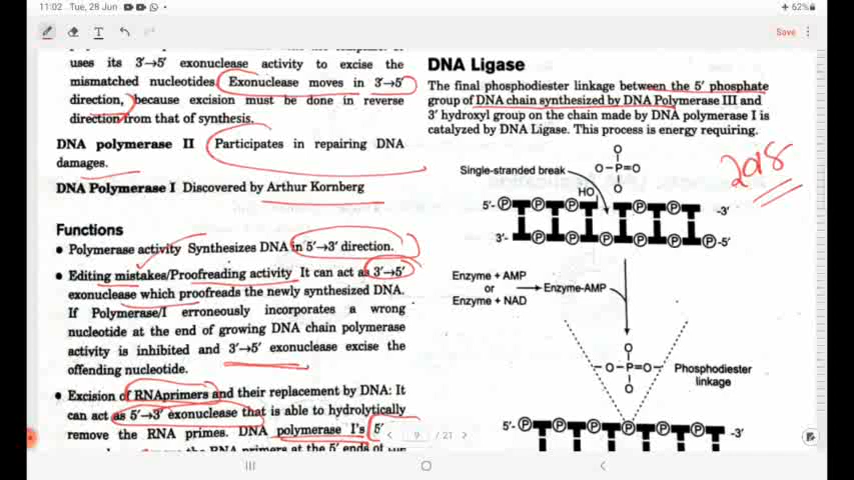 11:02 Tue, 28 Jun
62%
T
Save
uses its 3'→5' exonuclease activity to excise the
mismatched nucleotides Exonuclease moves in 3'→5'
direction, because excision must be done in reverse
direction from that of synthesis.
DNA polymerase II Participates in repairing DNA
damages.
DNA Polymerase I Discovered by Arthur Kornberg
Functions
• Polymerase activity Synthesizes DNA in 5'→3' direction.
• Editing mistakes/Proofreading activity It can act as 3'→5'
exonuclease which proofreads the newly synthesized DNA.
If Polymerase/I erroneously incorporates a wrong
nucleotide at the end of growing DNA chain polymerase
activity is inhibited and 3'→5' exonuclease excise the
offending nucleotide.
• Excision of RNAprimers and their replacement by DNA: It
can act as 5'→3' exonuclease that is able to hydrolytically
remove the RNA primes. DNA polymerase I's 5'
the RNA primers at the 5' ends of
9 / 21
DNA Ligase
The final phosphodiester linkage between the 5' phosphate
group of DNA chain synthesized by DNA Polymerase III and
3' hydroxyl group on the chain made by DNA polymerase I is
catalyzed by DNA Ligase. This process is energy requiring.
2018
O
Single-stranded break O–P=O
O
HO
5'- P P P P P P -3'
3'- P P P P P P -5'
Enzyme + AMP
or → Enzyme-AMP
Enzyme + NAD
O
–O–P=O– Phosphodiester
O linkage
5'- P P P P P P -3'